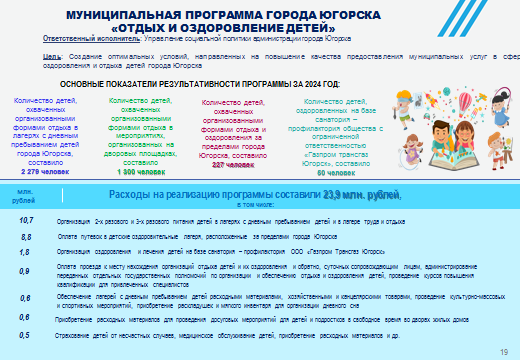 МУНИЦИПАЛЬНАЯ ПРОГРАММА ГОРОДА ЮГОРСКА
«ОТДЫХ И ОЗДОРОВЛЕНИЕ ДЕТЕЙ»
Ответственный исполнитель: Управление социальной политики администрации города Югорска
Цель: Создание оптимальных условий, направленных на повышение качества предоставления муниципальных услуг в сфере
оздоровления и отдыха детей города Югорска
ОСНОВНЫЕ ПОКАЗАТЕЛИ РЕЗУЛЬТАТИВНОСТИ ПРОГРАММЫ ЗА 2024 ГОД:
Количество детей,
охваченных
организованными
формами отдыха в
лагерях с дневным
пребыванием детей
города Югорска,
составило
2 279 человек
Количество детей,
охваченных
организованными
формами отдыха в
мероприятиях,
организованных на
дворовых площадках,
составило
1 300 человек
Количество детей,
охваченных
организованными
формами отдыха и
оздоровления за
пределами города
Югорска, составило
227 человек
Количество детей,
оздоровленных на базе
санатория –
профилактория общества с
ограниченной
ответственностью
«Газпром трансгаз
Югорск», составило
60 человек
млн.
рублей
Расходы на реализацию программы составили 23,9 млн. рублей,
в том числе:
10,7 Организация 2-х разового и 3-х разового питания детей в лагерях с дневным пребыванием детей и в лагере труда и отдыха
8,8 Оплата путевок в детские оздоровительные лагеря, расположенные за пределами города Югорска
1,8 Организация оздоровления и лечения детей на базе санатория – профилактория ООО «Газпром Трансгаз Югорск»
0,9 Оплата проезда к месту нахождения организаций отдыха детей и их оздоровления и обратно, суточных сопровождающим лицам, администрирование
переданных отдельных государственных полномочий по организации и обеспечению отдыха и оздоровления детей, проведение курсов повышения
квалификации для привлеченных специалистов
0,6 Обеспечение лагерей с дневным пребыванием детей расходными материалами, хозяйственными и канцелярскими товарами, проведение культурно-массовых
и спортивных мероприятий, приобретение раскладушек и мягкого инвентаря для организации дневного сна
0,6 Приобретение расходных материалов для проведения досуговых мероприятий для детей и подростков в свободное время во дворах жилых домов
0,5 Страхование детей от несчастных случаев, медицинское обслуживание детей, приобретение расходных материалов и др.
19